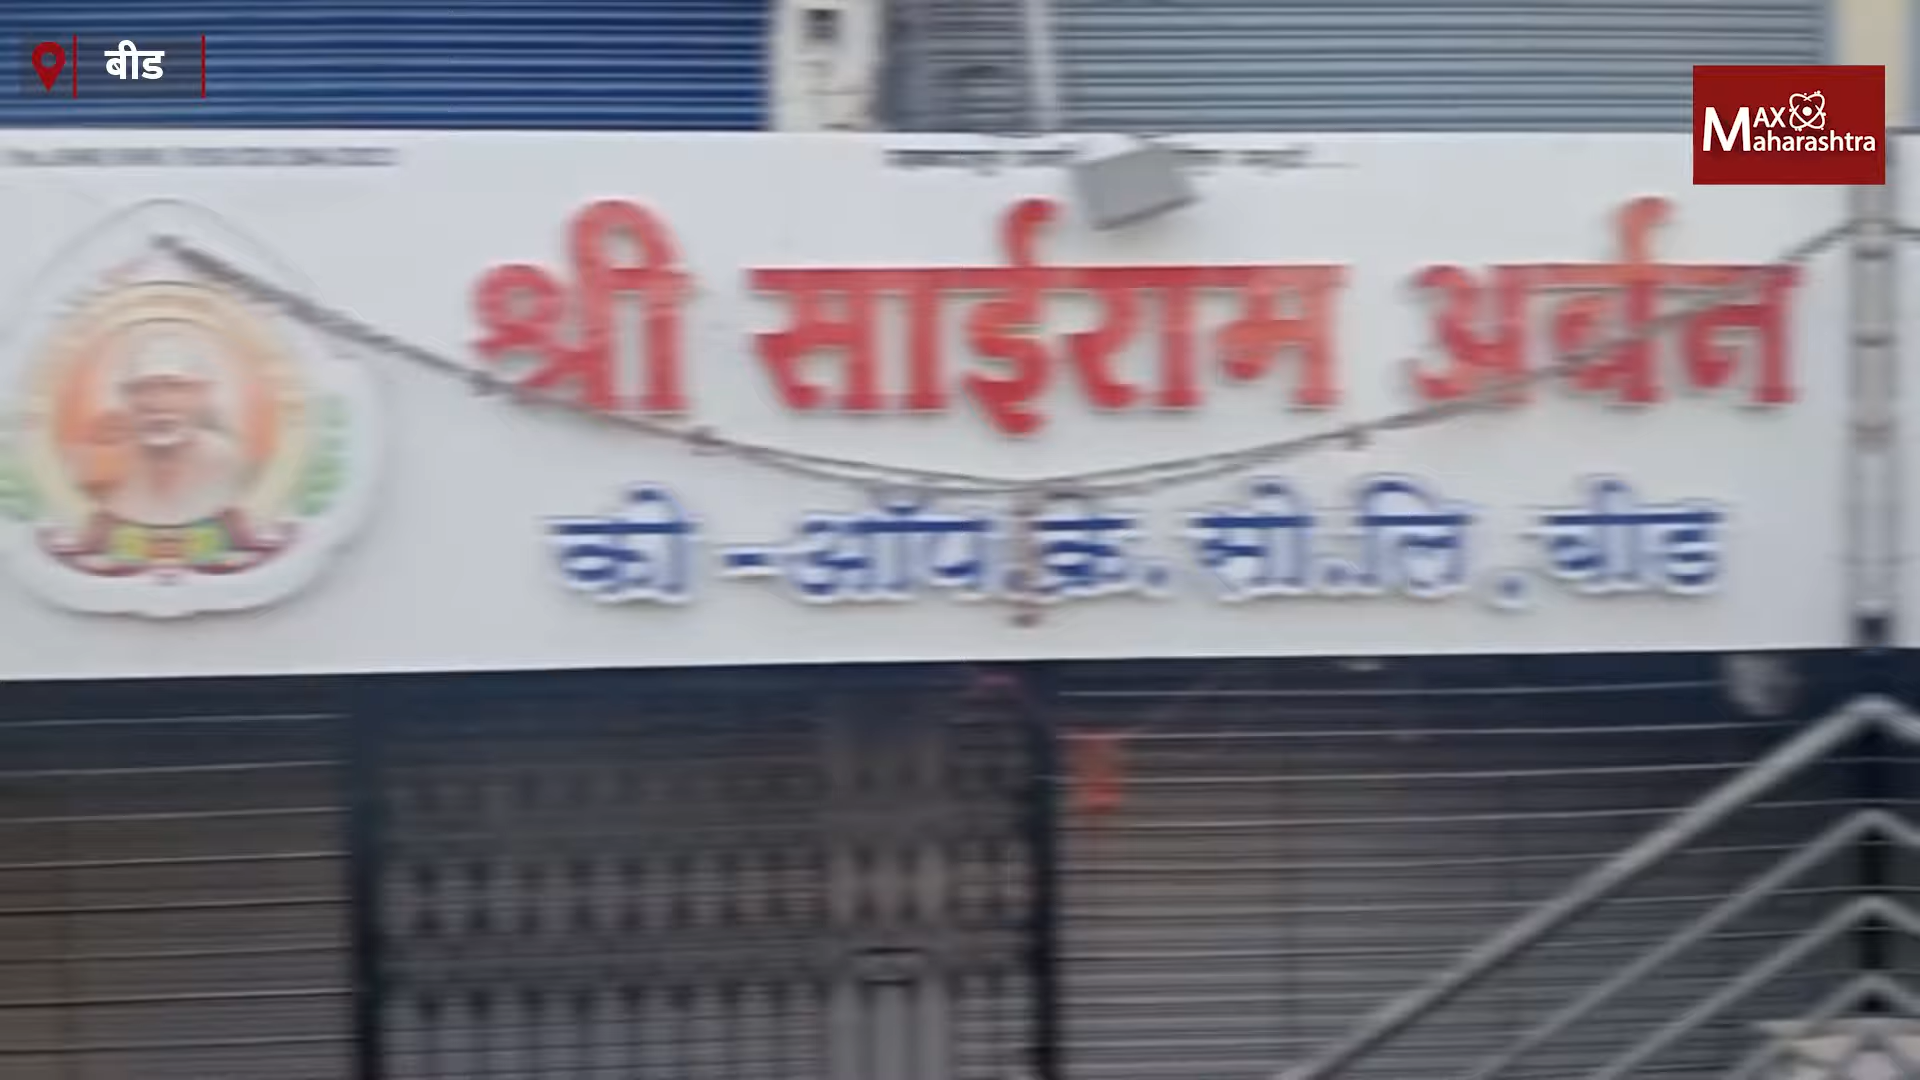 बीड
MAX
Maharashtra
श्री साईराम अर्बन
को-ऑप.क्रे.सो.लि.बीड